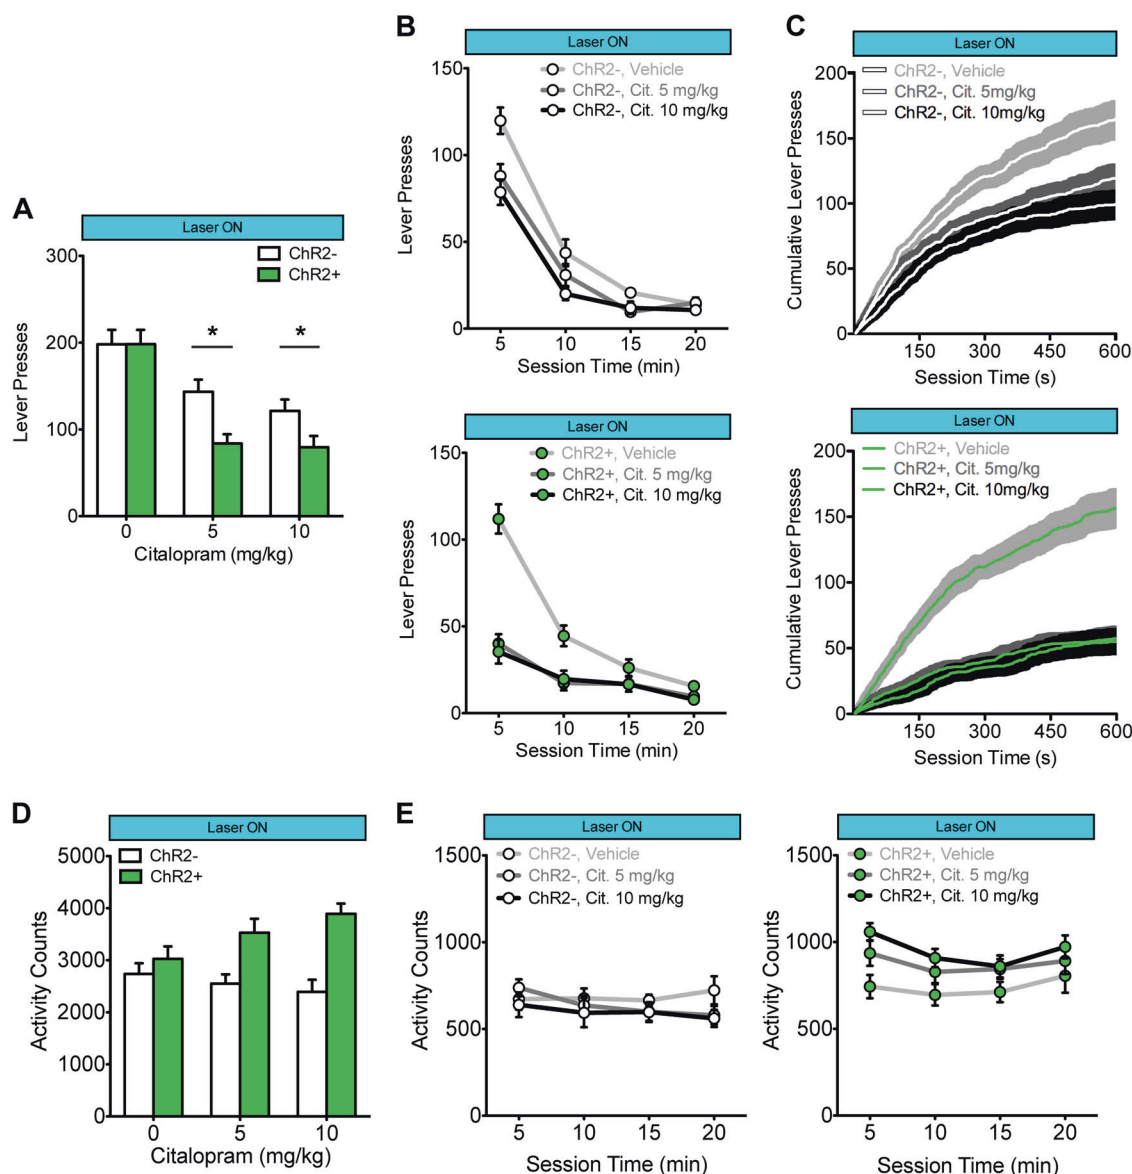 A
Laser ON
300
200
100
0
Lever Presses
ChR2-
ChR2+
*
*
0
5
10
Citalopram (mg/kg)
B
Laser ON
150
100
50
0
Lever Presses
ChR2-, Vehicle
ChR2-, Cit. 5 mg/kg
ChR2-, Cit. 10 mg/kg
5
10
15
20
Session Time (min)
Laser ON
150
100
50
0
Lever Presses
ChR2+, Vehicle
ChR2+, Cit. 5 mg/kg
ChR2+, Cit. 10 mg/kg
5
10
15
20
Session Time (min)
C
Laser ON
200
150
100
50
0
Cumulative Lever Presses
ChR2-, Vehicle
ChR2-, Cit. 5mg/kg
ChR2-, Cit. 10mg/kg
150
300
450
600
Session Time (s)
Laser ON
200
150
100
50
0
Cumulative Lever Presses
ChR2+, Vehicle
ChR2+, Cit. 5mg/kg
ChR2+, Cit. 10mg/kg
150
300
450
600
Session Time (s)
D
Laser ON
5000
4000
3000
2000
1000
0
Activity Counts
ChR2-
ChR2+
0
5
10
Citalopram (mg/kg)
E
Laser ON
1500
1000
500
0
Activity Counts
ChR2-, Vehicle
ChR2-, Cit. 5 mg/kg
ChR2-, Cit. 10 mg/kg
5
10
15
20
Session Time (min)
Laser ON
1500
1000
500
0
Activity Counts
ChR2+, Vehicle
ChR2+, Cit. 5 mg/kg
ChR2+, Cit. 10 mg/kg
5
10
15
20
Session Time (min)